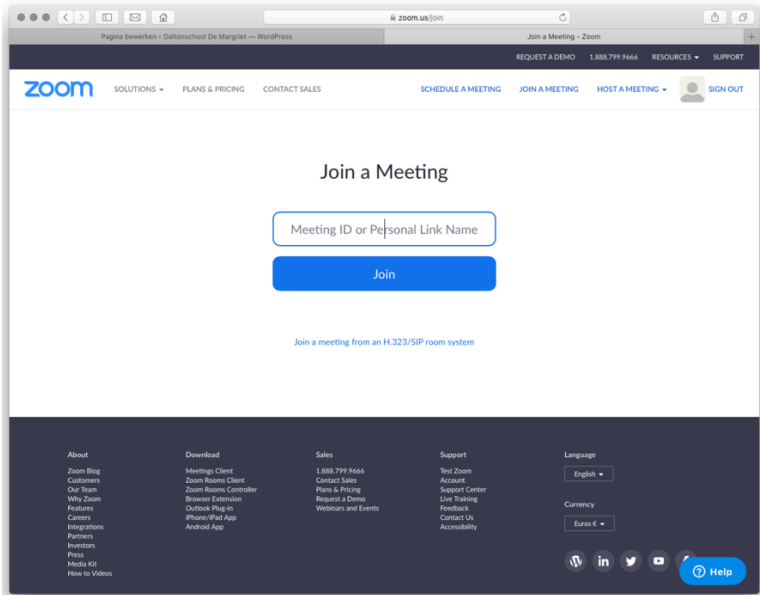 zoom.us/join
Pagina bewerken ‹ Daltonschool De Margriet — WordPress
Join a Meeting - Zoom
REQUEST A DEMO 1.888.799.9666 RESOURCES SUPPORT
zoom SOLUTIONS PLANS & PRICING CONTACT SALES SCHEDULE A MEETING JOIN A MEETING HOST A MEETING SIGN OUT
Join a Meeting
Meeting ID or Personal Link Name
Join
Join a meeting from an H.323/SIP room system
About
Zoom Blog
Customers
Our Team
Why Zoom
Features
Careers
Integrations
Partners
Investors
Press
Media Kit
How to Videos
Download
Meetings Client
Zoom Rooms Client
Zoom Rooms Controller
Browser Extension
Outlook Plug-in
iPhone/iPad App
Android App
Sales
1.888.799.9666
Contact Sales
Plans & Pricing
Request a Demo
Webinars and Events
Support
Test Zoom
Account
Support Center
Live Training
Feedback
Contact Us
Accessibility
Language
English
Currency
Euros €
in
Help